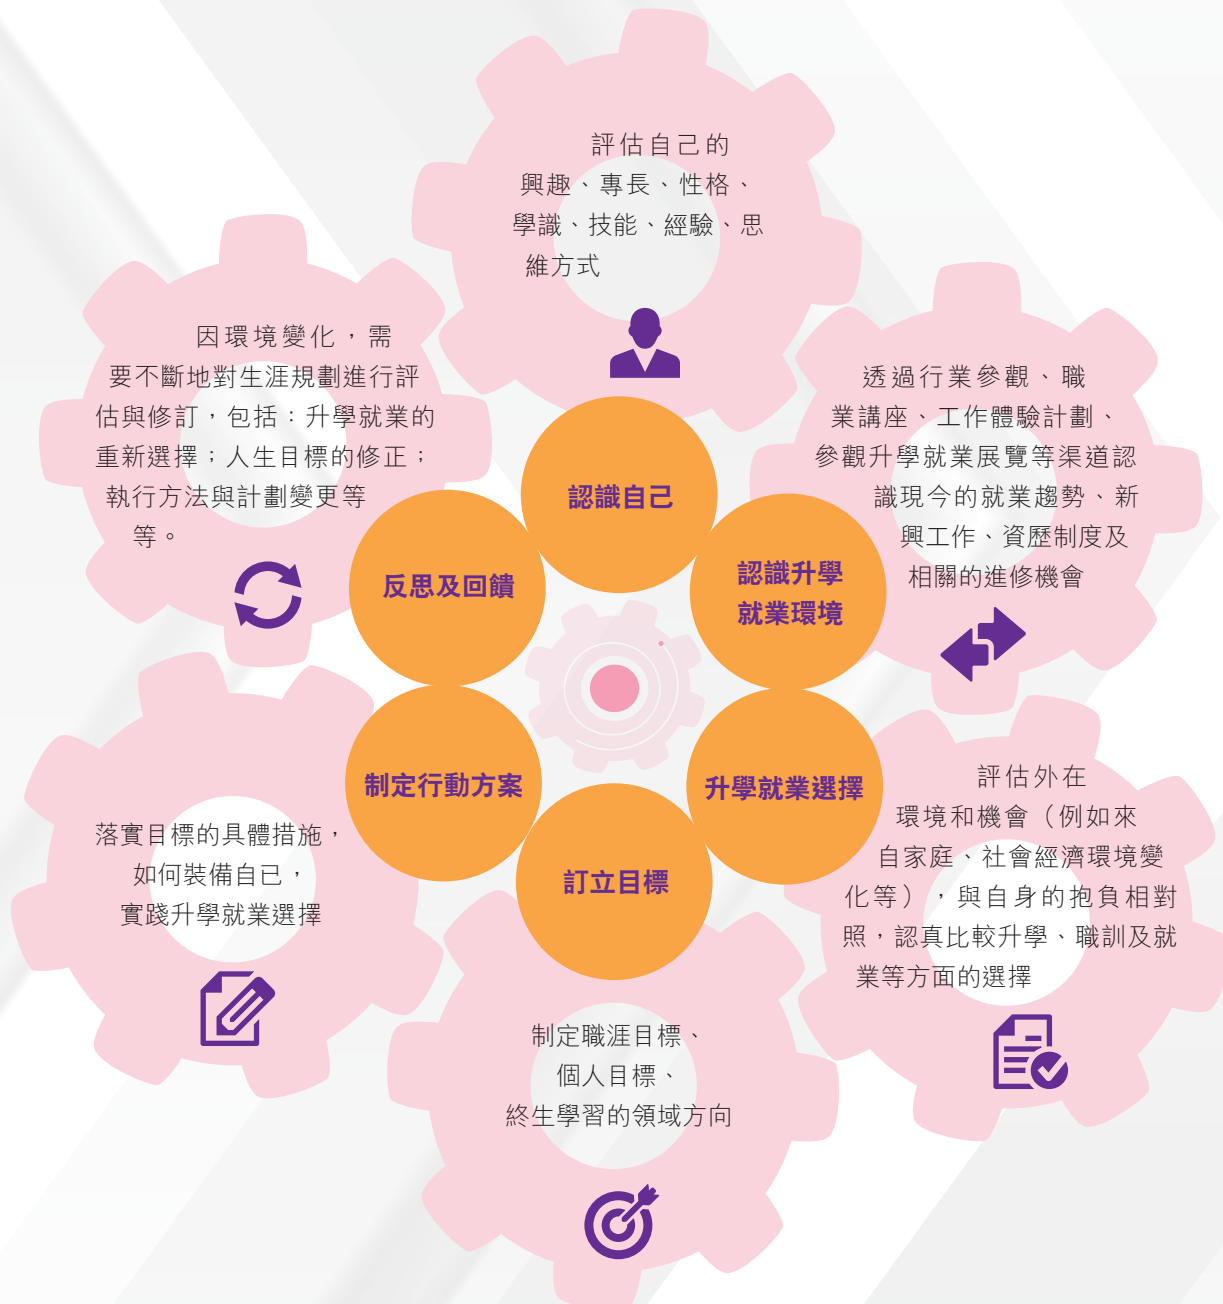 評估自己的
興趣、專長、性格、
學識、技能、經驗、思
維方式
認識自己
透過行業參觀、職
業講座、工作體驗計劃、
參觀升學就業展覽等渠道認
識現今的就業趨勢、新
興工作、資歷制度及
相關的進修機會
認識升學
就業環境
評估外在
環境和機會（例如來
自家庭、社會經濟環境變
化等），與自身的抱負相對
照，認真比較升學、職訓及就
業等方面的選擇
升學就業選擇
訂立目標
制定職涯目標、
個人目標、
終生學習的領域方向
制定行動方案
落實目標的具體措施，
如何裝備自已，
實踐升學就業選擇
反思及回饋
因環境變化，需
要不斷地對生涯規劃進行評
估與修訂，包括：升學就業的
重新選擇；人生目標的修正；
執行方法與計劃變更等
等。